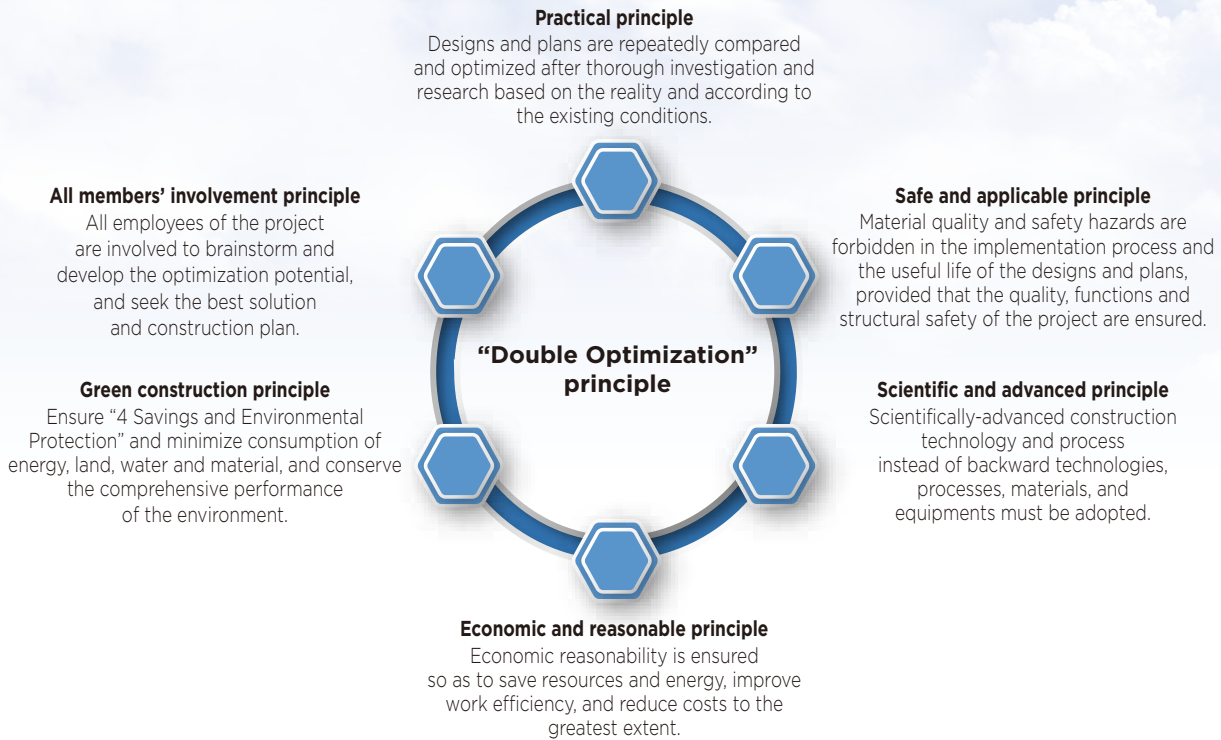 Practical principle
Designs and plans are repeatedly compared
and optimized after thorough investigation and
research based on the reality and according to
the existing conditions.
All members’ involvement principle
All employees of the project
are involved to brainstorm and
develop the optimization potential,
and seek the best solution
and construction plan.
Safe and applicable principle
Material quality and safety hazards are
forbidden in the implementation process and
the useful life of the designs and plans,
provided that the quality, functions and
structural safety of the project are ensured.
“Double Optimization”
principle
Green construction principle
Ensure “4 Savings and Environmental
Protection” and minimize consumption of
energy, land, water and material, and conserve
the comprehensive performance
of the environment.
Scientific and advanced principle
Scientifically-advanced construction
technology and process
instead of backward technologies,
processes, materials, and
equipments must be adopted.
Economic and reasonable principle
Economic reasonability is ensured
so as to save resources and energy, improve
work efficiency, and reduce costs to the
greatest extent.